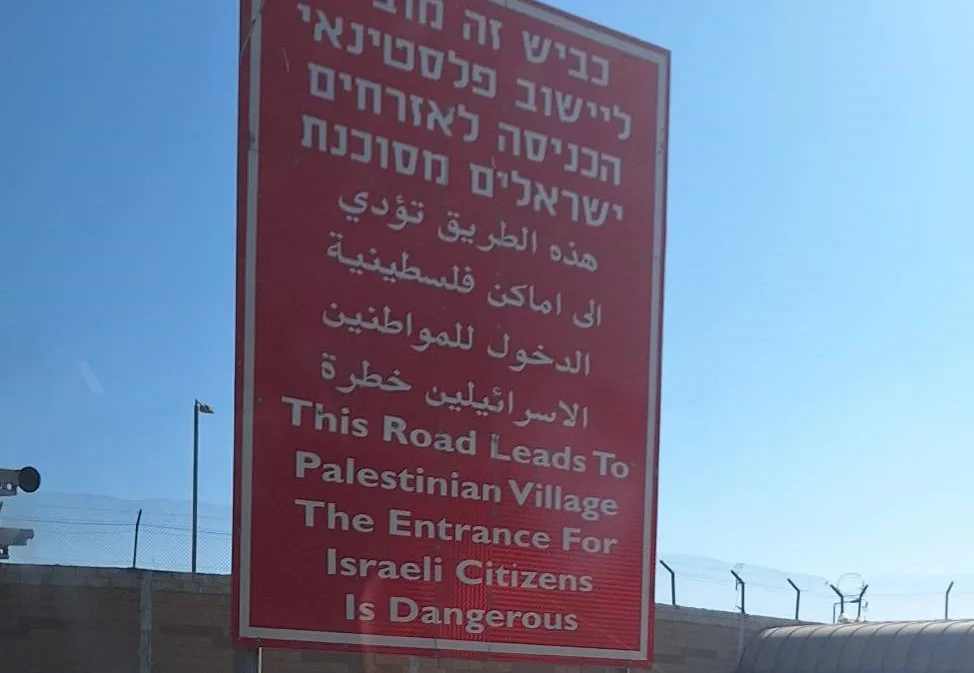 כביש זה
ליישוב פלסטינאי
הכניסה לאזרחים
ישראלים מסוכנת
هذه الطريق تؤدي
الى اماكن فلسطينية
الدخول للمواطنين
الاسرائيلين خطرة
This Road Leads To
Palestinian Village
The Entrance For
Israeli Citizens
Is Dangerous